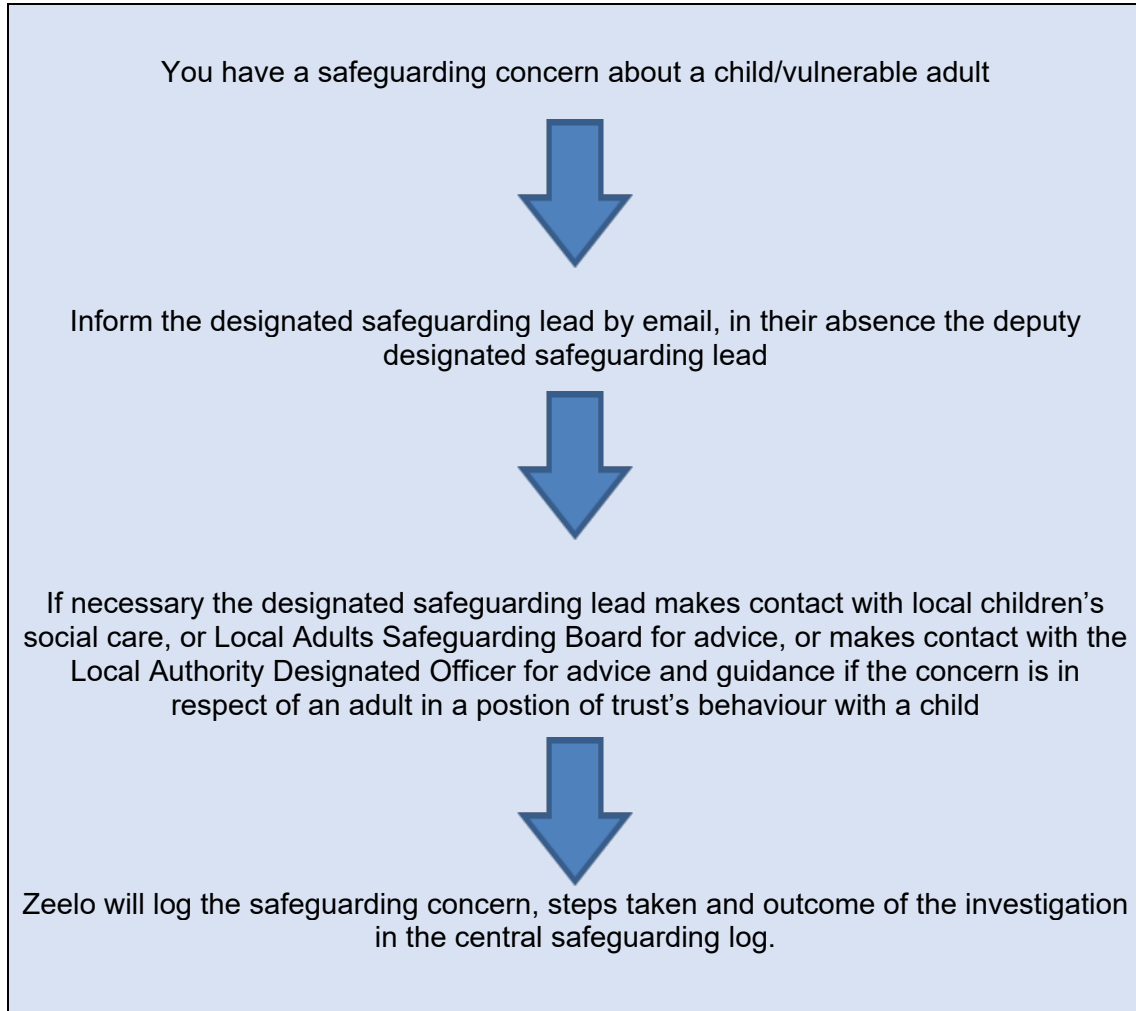 You have a safeguarding concern about a child/vulnerable adult
Inform the designated safeguarding lead by email, in their absence the deputy
designated safeguarding lead
If necessary the designated safeguarding lead makes contact with local children’s
social care, or Local Adults Safeguarding Board for advice, or makes contact with the
Local Authority Designated Officer for advice and guidance if the concern is in
respect of an adult in a postion of trust’s behaviour with a child
Zeelo will log the safeguarding concern, steps taken and outcome of the investigation
in the central safeguarding log.